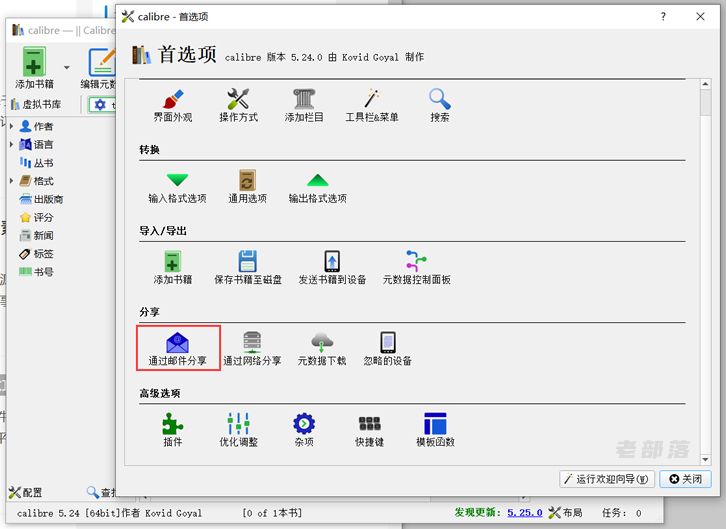 calibre — || Calibre
calibre - 首选项
首选项 calibre 版本 5.24.0 由 Kovid Goyal 制作
添加书籍
编辑元数
虚拟书库
作者
语言
丛书
格式
出版商
评分
新闻
标签
书号
界面外观 操作方式 添加栏目 工具栏&菜单 搜索
转换
输入格式选项 通用选项 输出格式选项
导入/导出
添加书籍 保存书籍至磁盘 发送书籍到设备 元数据控制面板
分享
通过邮件分享 通过网络分享 元数据下载 忽略的设备
高级选项
插件 优化调整 杂项 快捷键 模板函数
老部落
运行欢迎向导(W) 关闭
配置
查找
calibre 5.24 [64bit]作者 Kovid Goyal [0 of 1本书] 发现更新: 5.25.0 布局 任务: 0